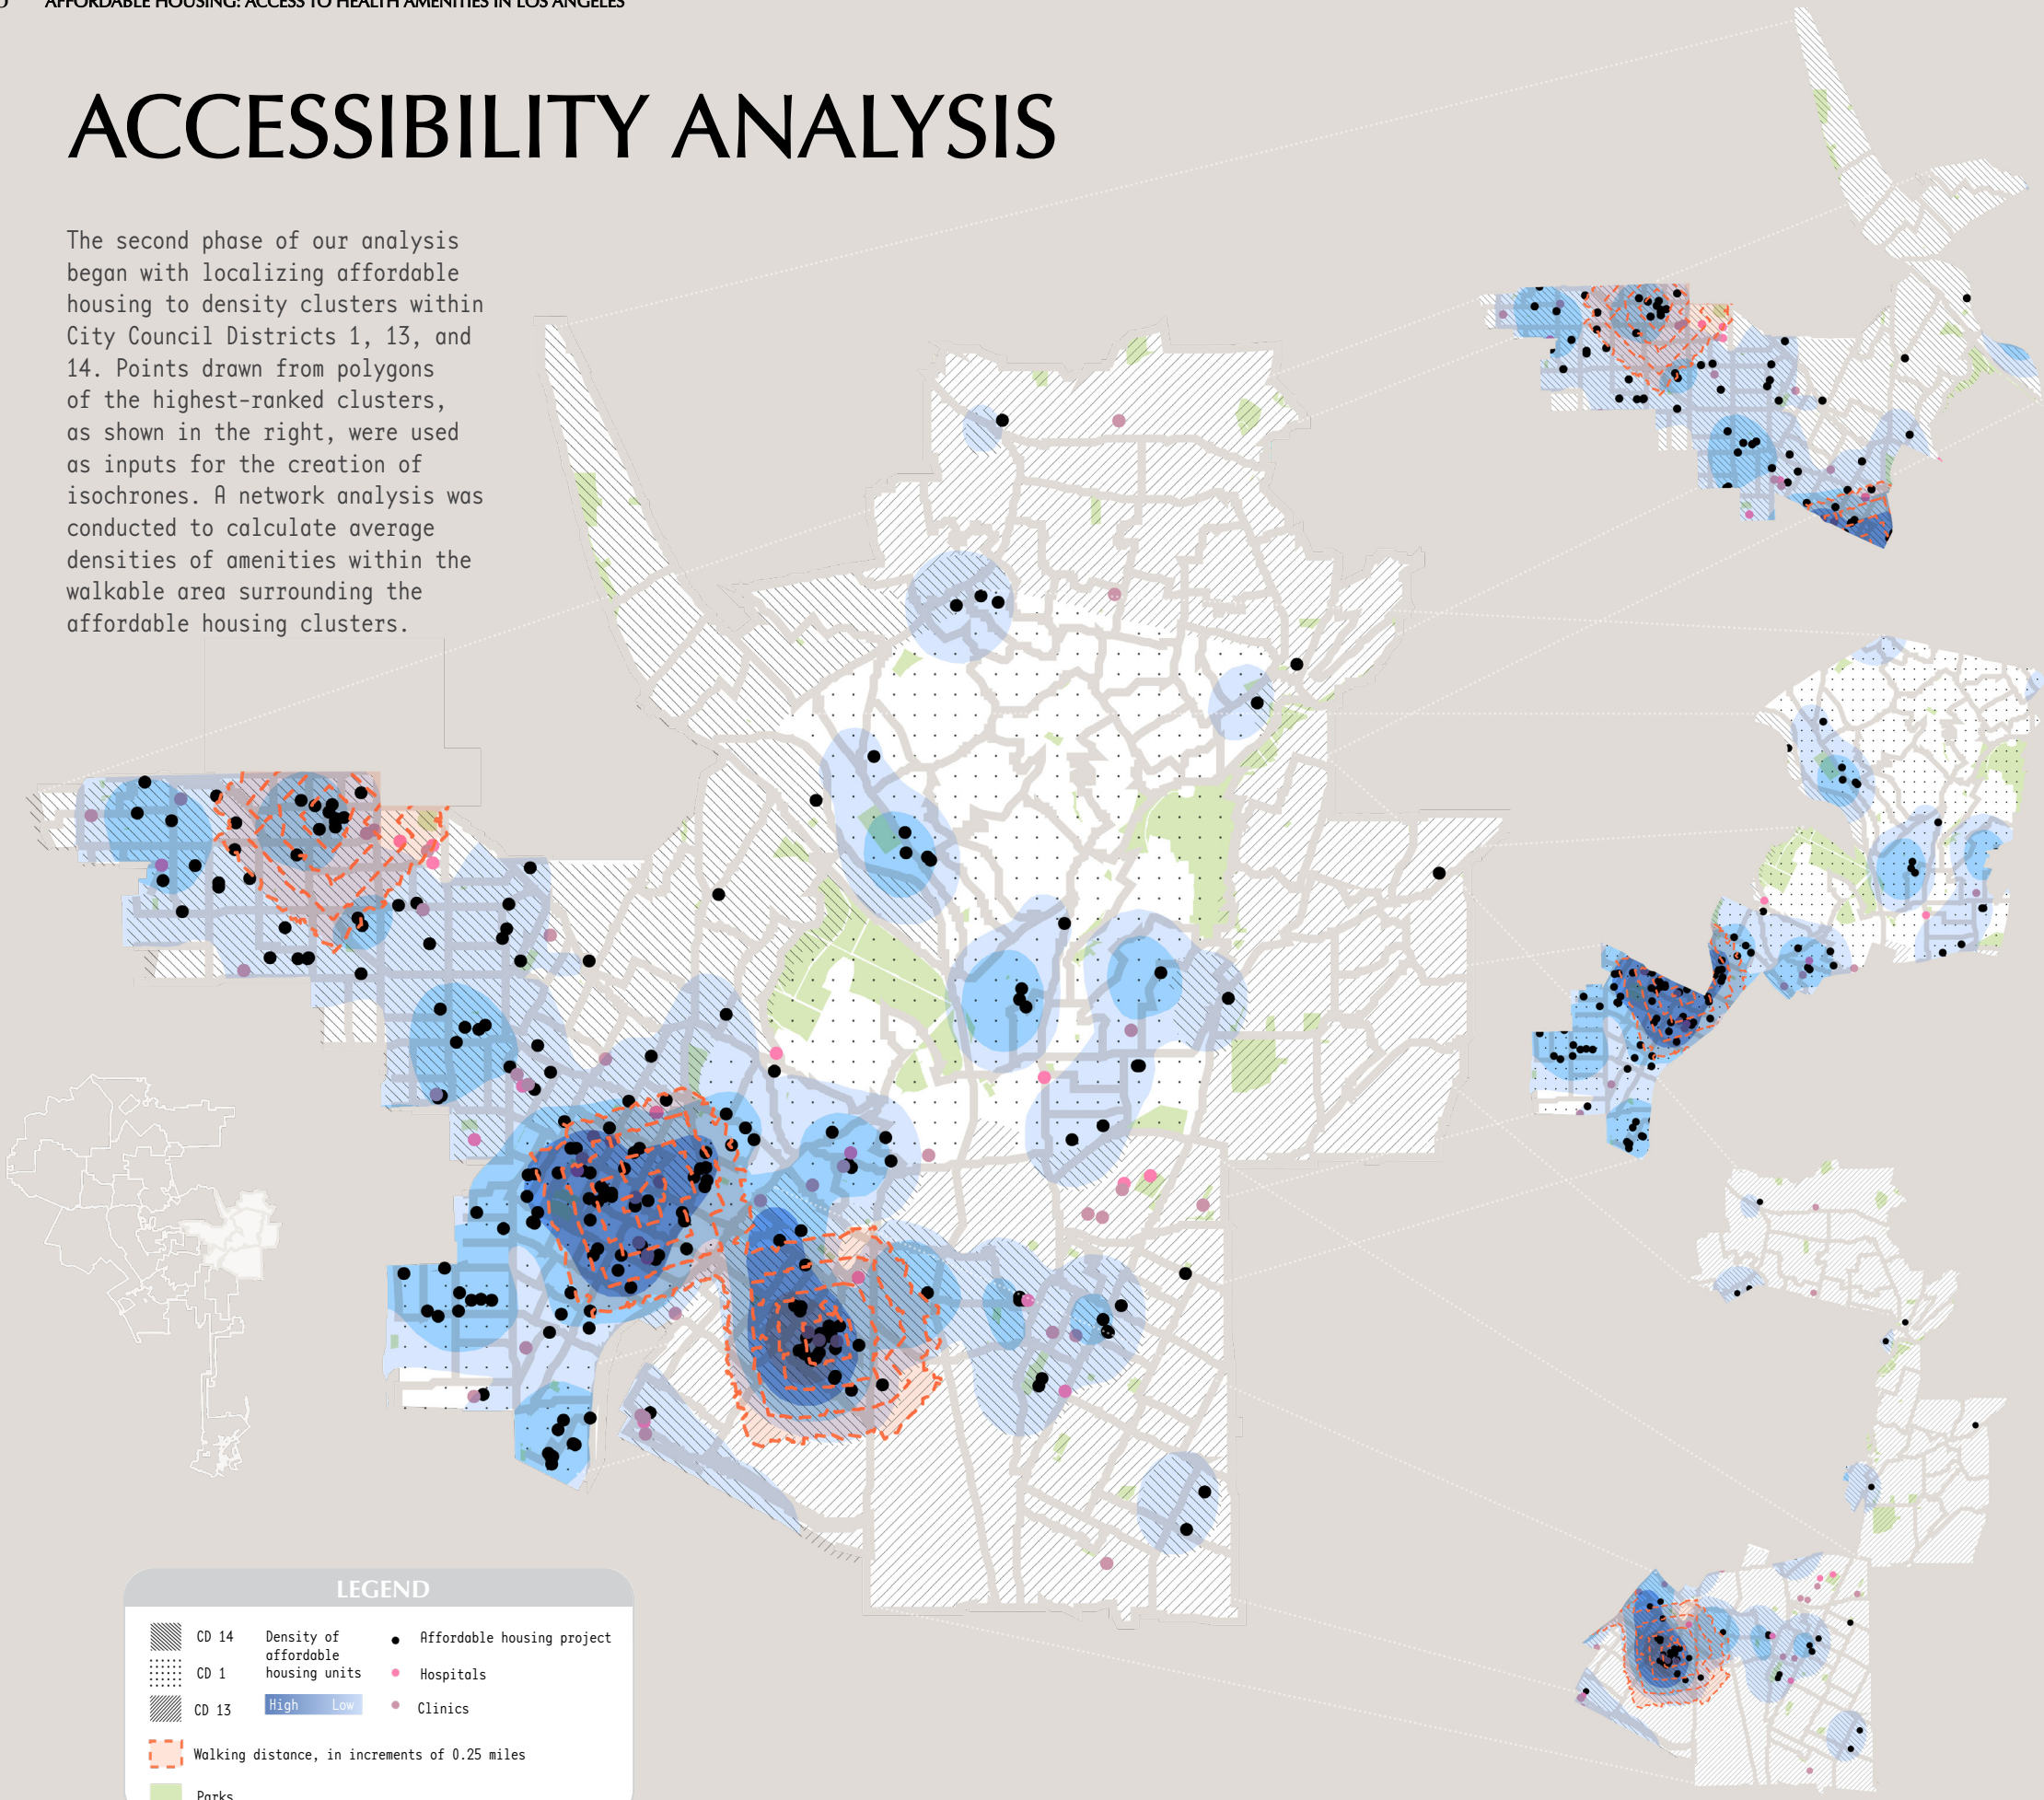 AFFORDABLE HOUSING: ACCESS TO HEALTH AMENITIES IN LOS ANGELES
ACCESSIBILITY ANALYSIS
The second phase of our analysis
began with localizing affordable
housing to density clusters within
City Council Districts 1, 13, and
14. Points drawn from polygons
of the highest-ranked clusters,
as shown in the right, were used
as inputs for the creation of
isochrones. A network analysis was
conducted to calculate average
densities of amenities within the
walkable area surrounding the
affordable housing clusters.
LEGEND
CD 14
CD 1
CD 13
Density of
affordable
housing units
High Low
Affordable housing project
Hospitals
Clinics
Walking distance, in increments of 0.25 miles
Parks